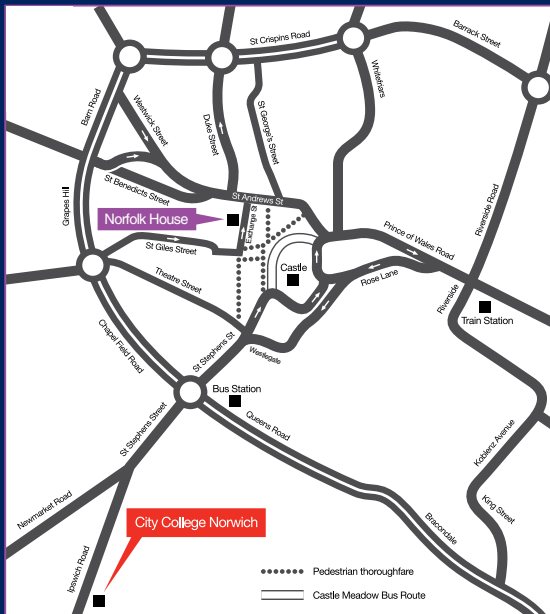 St Crispins Road
Barrack Street
Whitefriars
Barn Road
Westwick Street
Duke Street
St George's Street
Riverside Road
St Benedicts Street
St Andrews St
Grapes Hill
Norfolk House
Exchange St
Prince of Wales Road
St Giles Street
Castle
Rose Lane
Theatre Street
Riverside
Train Station
Chapel Field Road
St Stephens St
Westlegate
Bus Station
St Stephens Street
Queens Road
Koblenz Avenue
Newmarket Road
King Street
City College Norwich
Bracondale
Ipswich Road
Pedestrian thoroughfare
Castle Meadow Bus Route